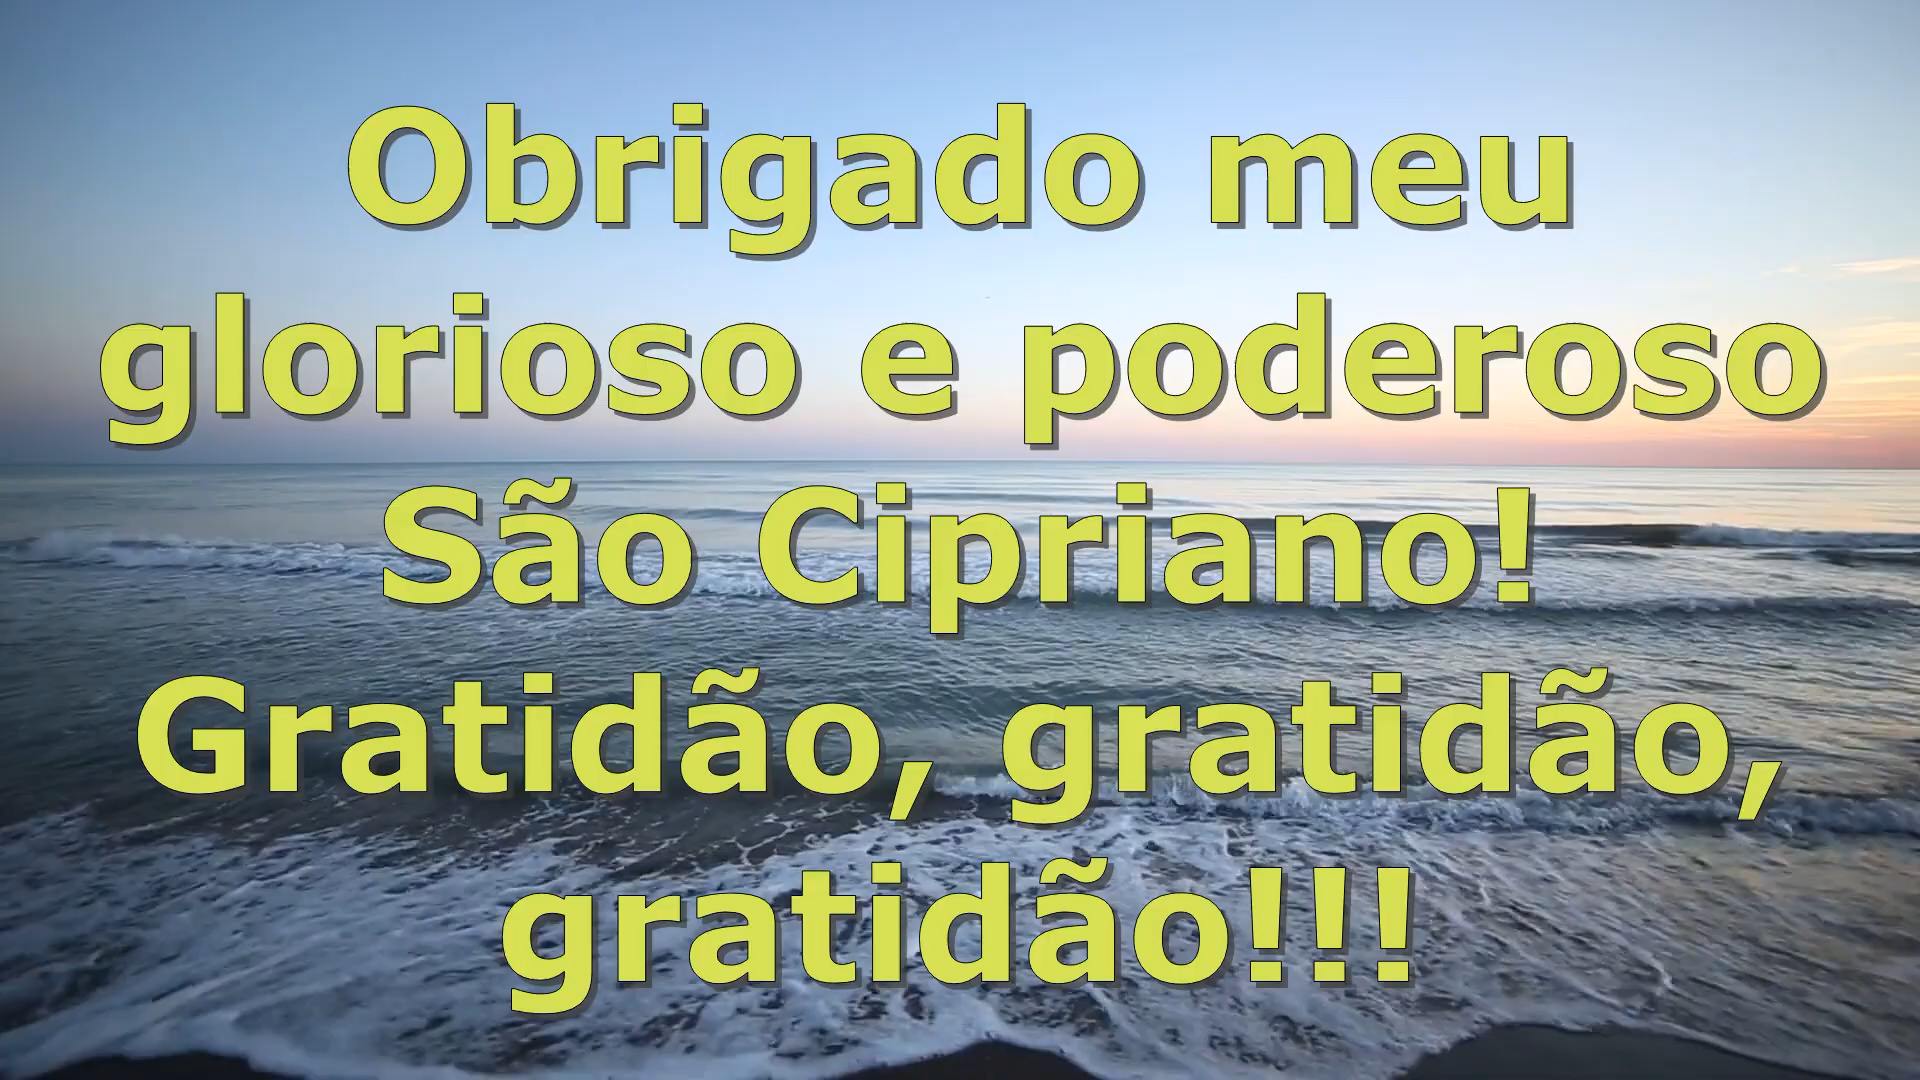 Obrigado meu
glorioso e poderoso
São Cipriano!
Gratidão, gratidão,
gratidão!!!